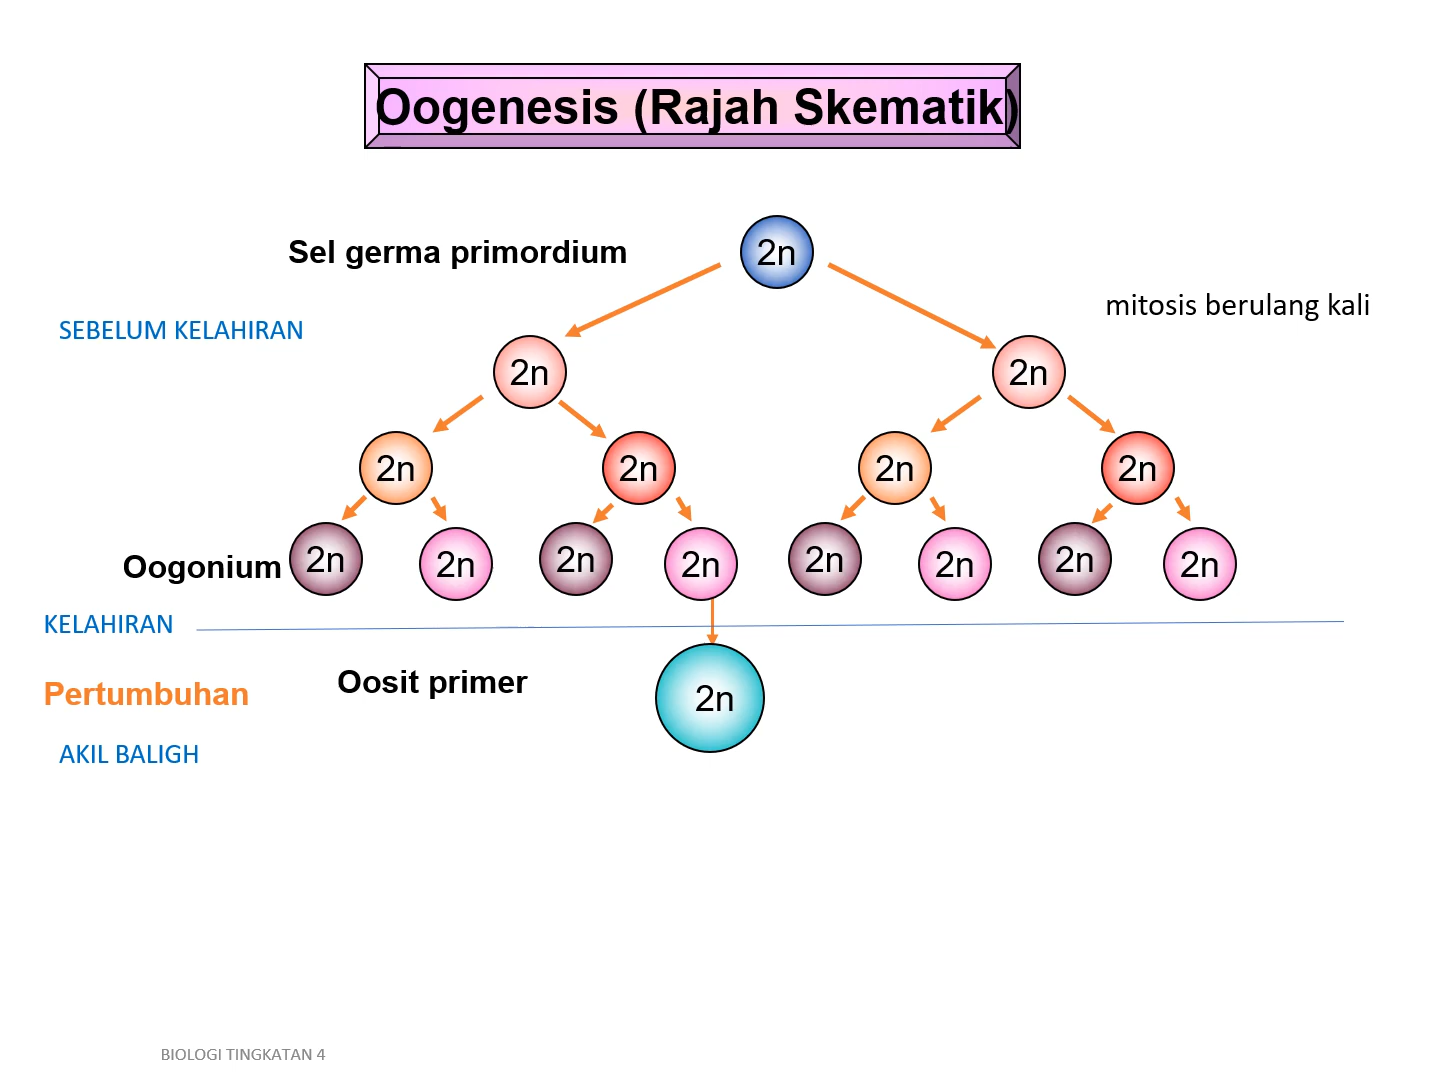 Oogenesis (Rajah Skematik)
Sel germa primordium
2n
mitosis berulang kali
SEBELUM KELAHIRAN
2n
2n
2n
2n
2n
2n
Oogonium
2n
2n
2n
2n
2n
2n
2n
2n
KELAHIRAN
Oosit primer
Pertumbuhan
2n
AKIL BALIGH
BIOLOGI TINGKATAN 4